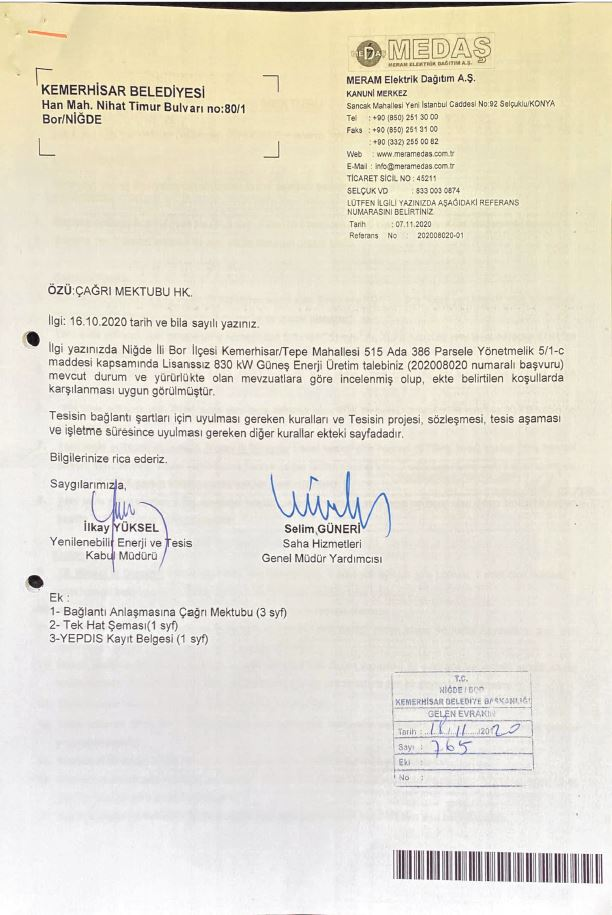 MEDAŞ
MERAM ELEKTRİK DAĞITIM A.Ş.
KEMERHİSAR BELEDİYESİ
Han Mah. Nihat Timur Bulvarı no:80/1
Bor/NİĞDE
MERAM Elektrik Dağıtım A.Ş.
KANUNİ MERKEZ
Sancak Mahallesi Yeni İstanbul Caddesi No:92 Selçuklu/KONYA
Tel : +90 (850) 251 30 00
Faks : +90 (850) 251 31 00
: +90 (332) 255 00 82
Web : www.meramedas.com.tr
E-Mail : info@meramedas.com.tr
TİCARET SİCİL NO : 45211
SELÇUK VD : 833 003 0874
LÜTFEN İLGİLİ YAZINIZDA AŞAĞIDAKİ REFERANS
NUMARASINI BELİRTİNİZ.
Tarih : 07.11.2020
Referans No : 202008020-01
ÖZÜ:ÇAĞRI MEKTUBU HK.
İlgi: 16.10.2020 tarih ve bila sayılı yazınız.
İlgi yazınızda Niğde İli Bor İlçesi Kemerhisar/Tepe Mahallesi 515 Ada 386 Parsele Yönetmelik 5/1-c
maddesi kapsamında Lisanıssız 830 kW Güneş Enerji Üretim talebiniz (202008020 numaralı başvuru)
mevcut durum ve yürürlükte olan mevzuatlara göre incelenmiş olup, ekte belirtilen koşullarda
karşılanması uygun görülmüştür.
Tesisin bağlantı şartları için uyulması gereken kuralları ve Tesisin projesi, sözleşmesi, tesis aşaması
ve işletme süresince uyulması gereken diğer kurallar ekteki sayfadadır.
Bilgilerinize rica ederiz.
Saygılarımızla,
İlkay YÜKSEL
Yenilenebilir Enerji ve Tesis
Kabul Müdürü
Selim GÜNERİ
Saha Hizmetleri
Genel Müdür Yardımcısı
Ek :
1- Bağlantı Anlaşmasına Çağrı Mektubu (3 syf)
2- Tek Hat Şeması(1 syf)
3-YEPDIS Kayıt Belgesi (1 syf)
T.C.
NİĞDE / BOR
KEMERHİSAR BELEDİYE BAŞKANLIĞI
GELEN EVRAKIN
Tarih : 18/11/2020
Sayı : 765
Eki :
No :